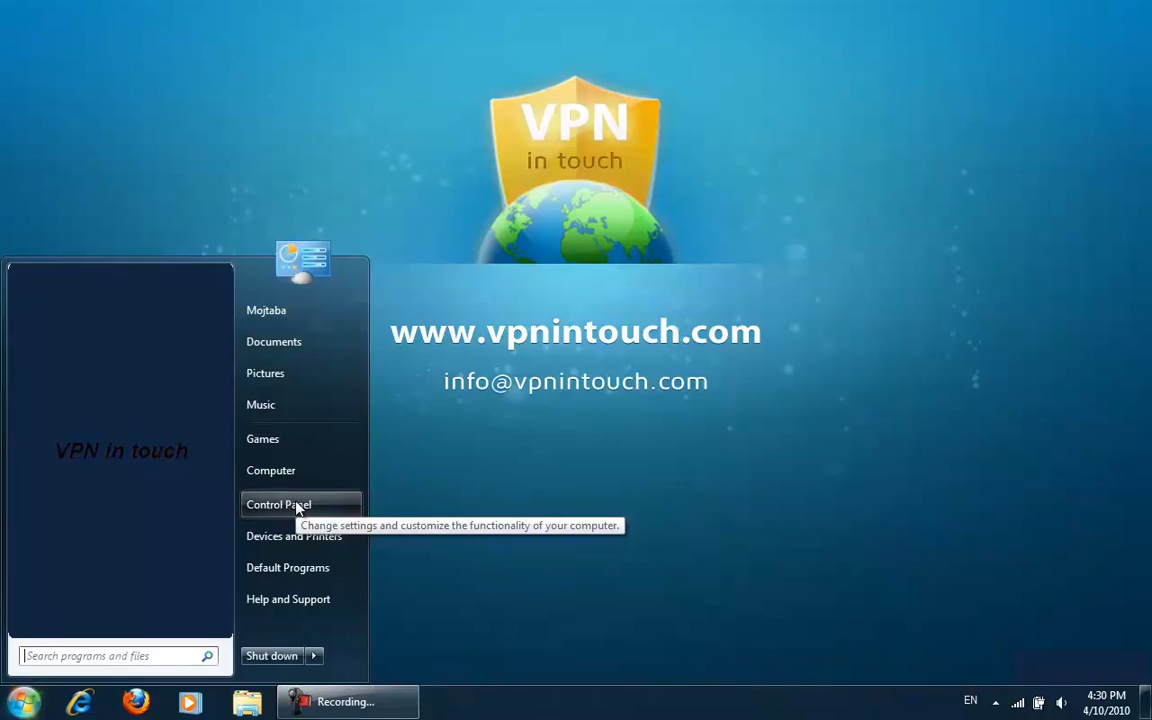 VPN
in touch
www.vpnintouch.com
info@vpnintouch.com
Mojtaba
Documents
Pictures
Music
Games
Computer
Control Panel
Change settings and customize the functionality of your computer.
Devices and Printers
Default Programs
Help and Support
VPN in touch
Search programs and files
Shut down
Recording...
EN
4:30 PM
4/10/2010